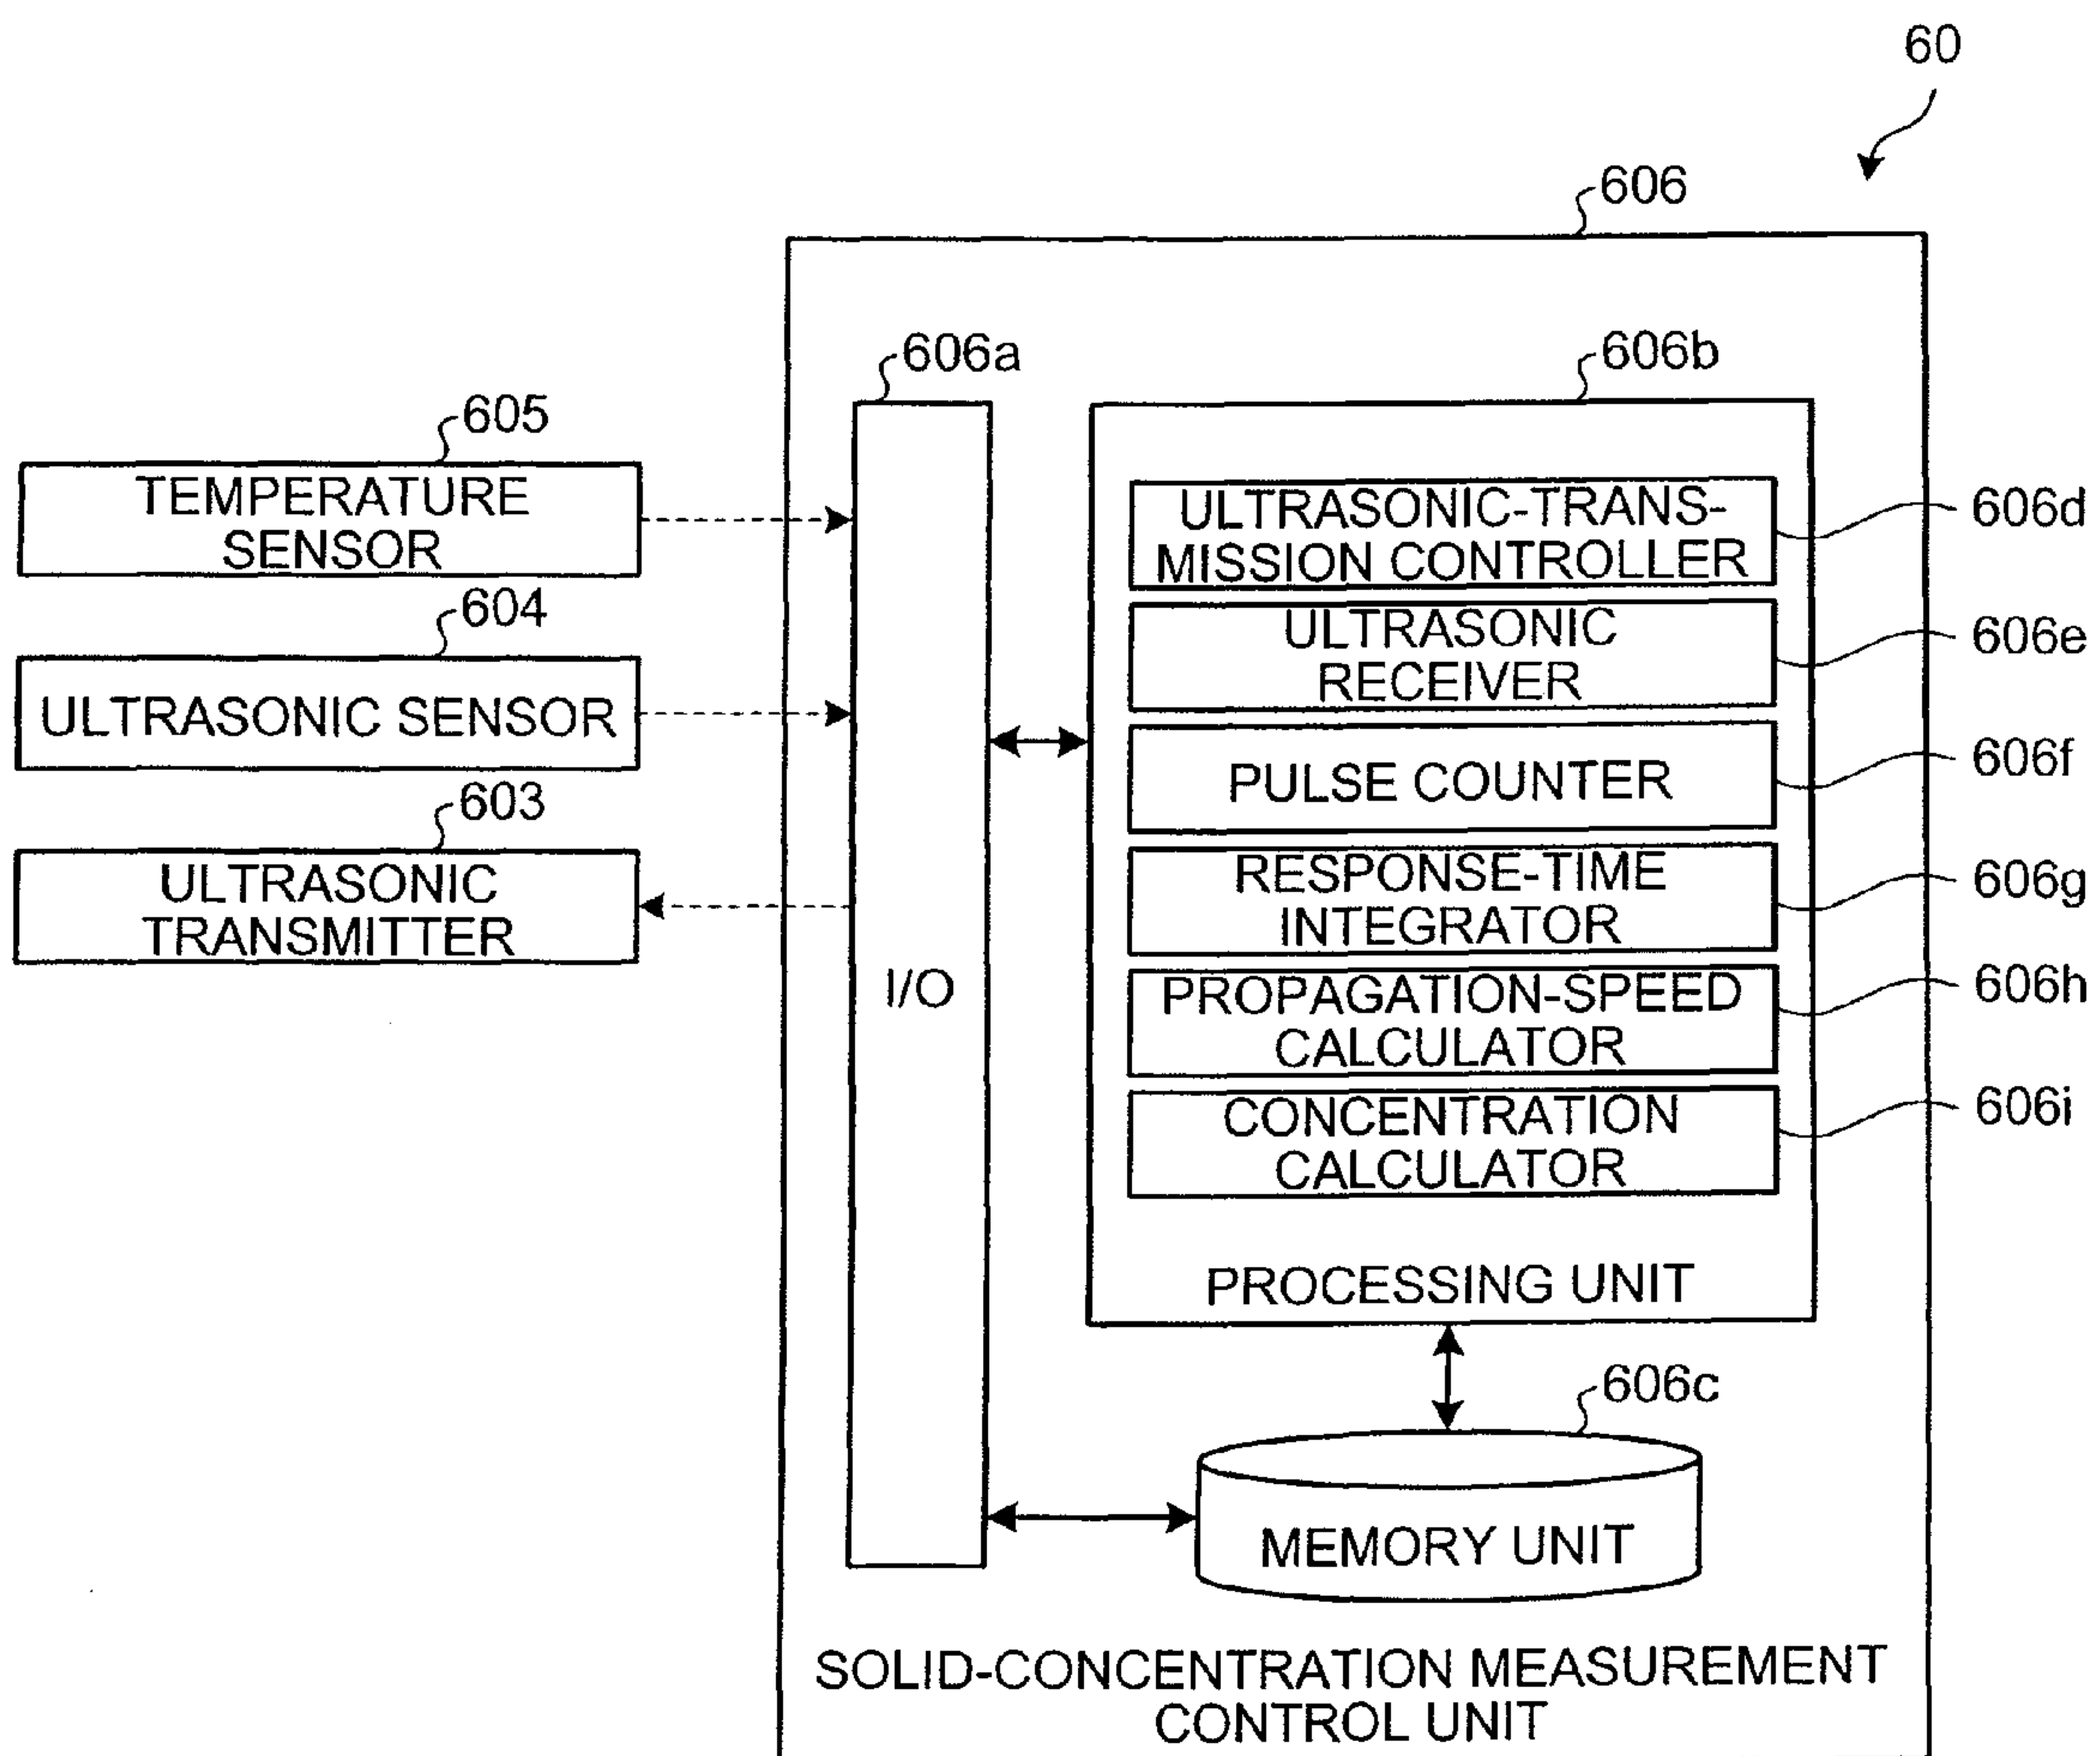 60
606
606a
606b
605
TEMPERATURE
SENSOR
604
ULTRASONIC SENSOR
603
ULTRASONIC
TRANSMITTER
I/O
ULTRASONIC-TRANS-
MISSION CONTROLLER
606d
ULTRASONIC
RECEIVER
606e
PULSE COUNTER
606f
RESPONSE-TIME
INTEGRATOR
606g
PROPAGATION-SPEED
CALCULATOR
606h
CONCENTRATION
CALCULATOR
606i
PROCESSING UNIT
606c
MEMORY UNIT
SOLID-CONCENTRATION MEASUREMENT
CONTROL UNIT